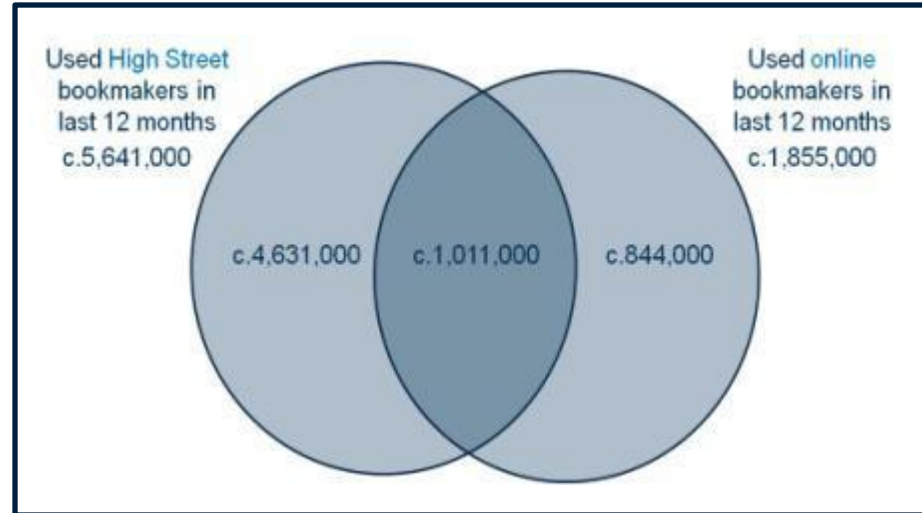 Used High Street
bookmakers in
last 12 months
c.5,641,000
Used online
bookmakers in
last 12 months
c.1,855,000
c.4,631,000
c.1,011,000
c.844,000